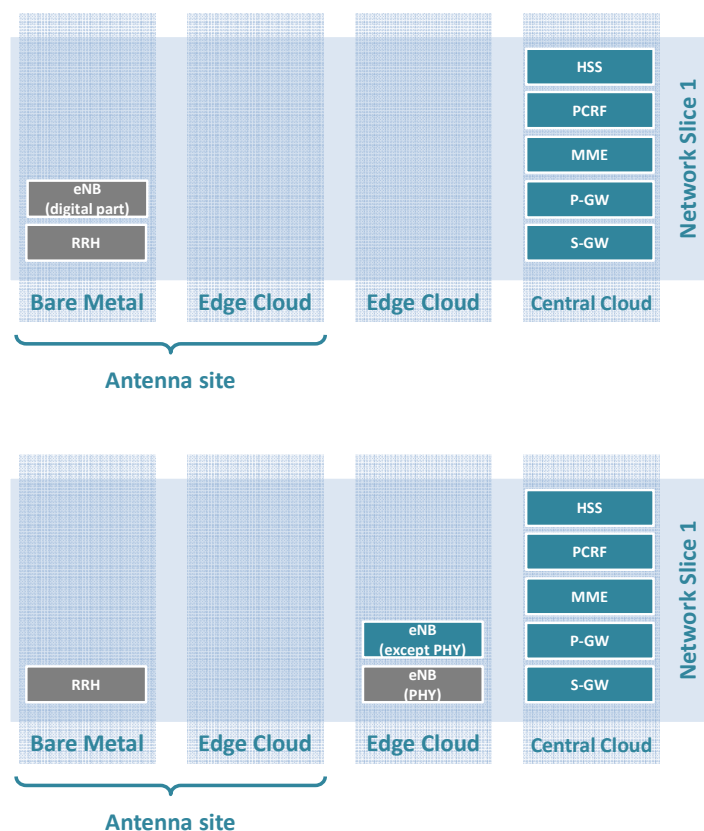 HSS
PCRF
MME
eNB
(digital part)
P-GW
RRH
S-GW
Network Slice 1
Bare Metal
Edge Cloud
Edge Cloud
Central Cloud
Antenna site
HSS
PCRF
MME
eNB
(except PHY)
P-GW
RRH
eNB
(PHY)
S-GW
Network Slice 1
Bare Metal
Edge Cloud
Edge Cloud
Central Cloud
Antenna site